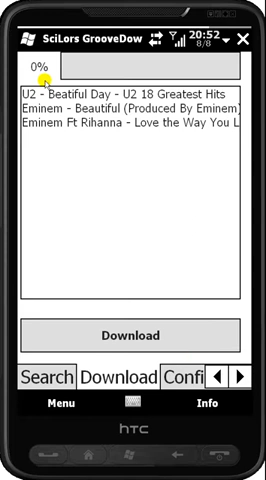 SciLors GrooveDow
20:52
8/8
0%
U2 - Beatiful Day - U2 18 Greatest Hits
Eminem - Beautiful (Produced By Eminem)
Eminem Ft Rihanna - Love the Way You L
Download
Search Download Confi
Menu Info
hTC